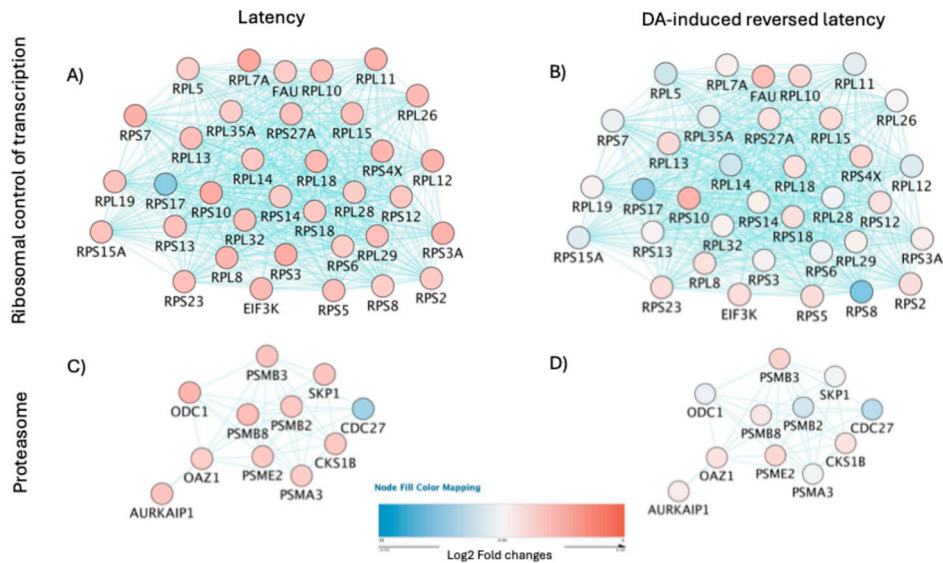 Latency
DA-induced reversed latency
Ribosomal control of transcription
A)
RPL5
RPL7A
FAU
RPL10
RPL11
RPL26
RPS7
RPL35A
RPS27A
RPL15
RPL13
RPL14
RPL18
RPS4X
RPL12
RPL19
RPS17
RPS10
RPS14
RPL28
RPS12
RPS18
RPS15A
RPS13
RPL32
RPS6
RPL29
RPS3A
RPL8
RPS3
RPS23
EIF3K
RPS5
RPS8
RPS2
B)
RPL5
RPL7A
FAU
RPL10
RPL11
RPL26
RPS7
RPL35A
RPS27A
RPL15
RPL13
RPL14
RPL18
RPS4X
RPL12
RPL19
RPS17
RPS10
RPS14
RPL28
RPS12
RPS18
RPS15A
RPS13
RPL32
RPS6
RPL29
RPS3A
RPL8
RPS3
RPS23
EIF3K
RPS5
RPS8
RPS2
Proteasome
C)
PSMB3
SKP1
ODC1
PSMB8
PSMB2
CDC27
CKS1B
OAZ1
PSME2
PSMA3
AURKAIP1
D)
PSMB3
SKP1
ODC1
PSMB8
PSMB2
CDC27
CKS1B
OAZ1
PSME2
PSMA3
AURKAIP1
Node Fill Color Mapping
Log2 Fold changes